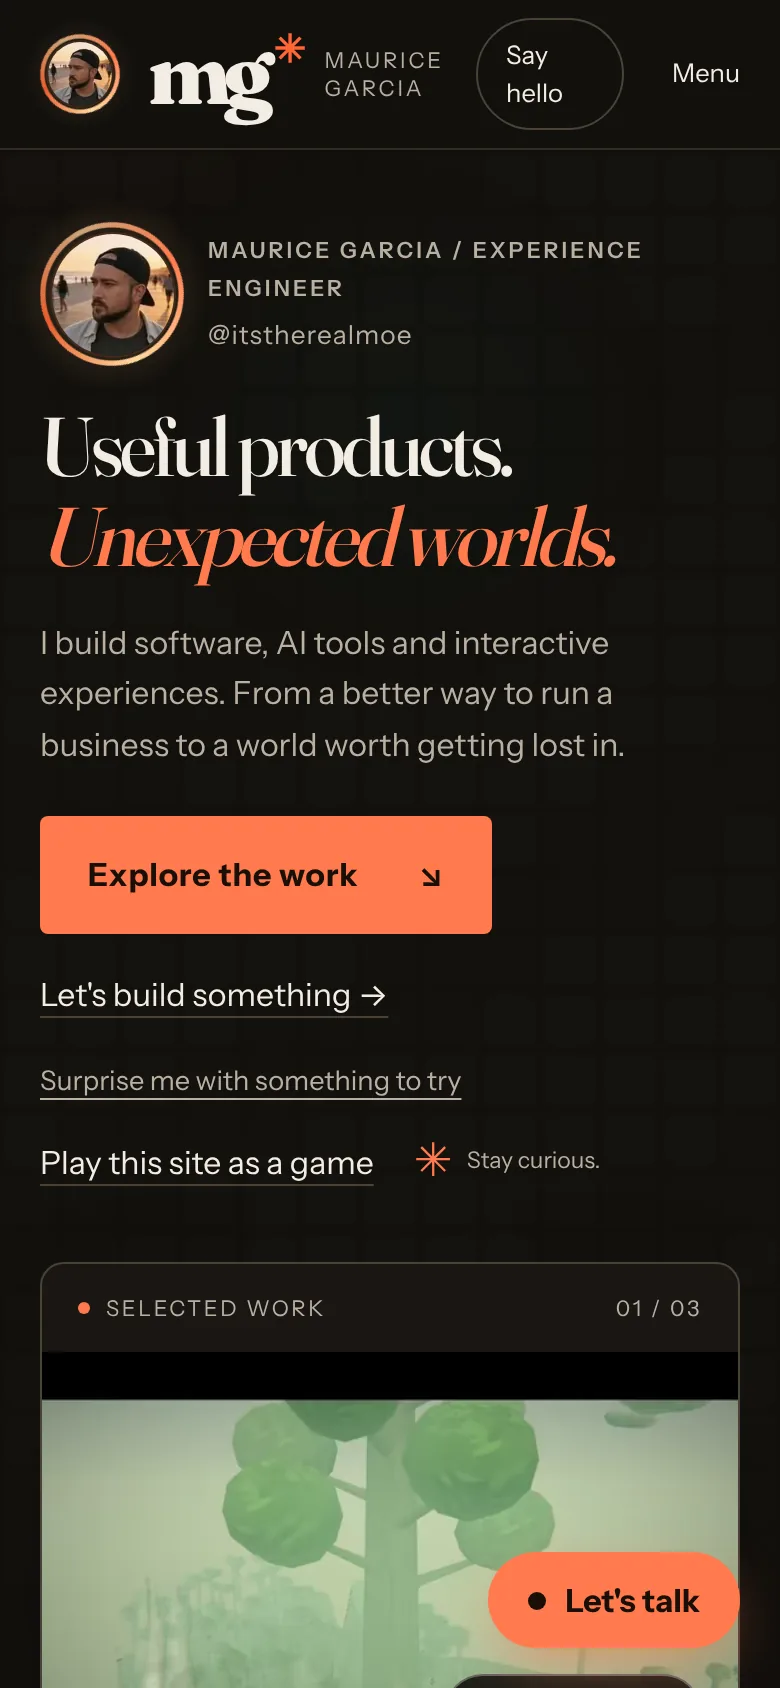 mg*
MAURICE
GARCIA
Say
hello
Menu
MAURICE GARCIA / EXPERIENCE
ENGINEER
@itstherealmoe
Useful products.
Unexpected worlds.
I build software, AI tools and interactive
experiences. From a better way to run a
business to a world worth getting lost in.
Explore the work ↘
Let's build something →
Surprise me with something to try
Play this site as a game
Stay curious.
SELECTED WORK
01 / 03
Let's talk